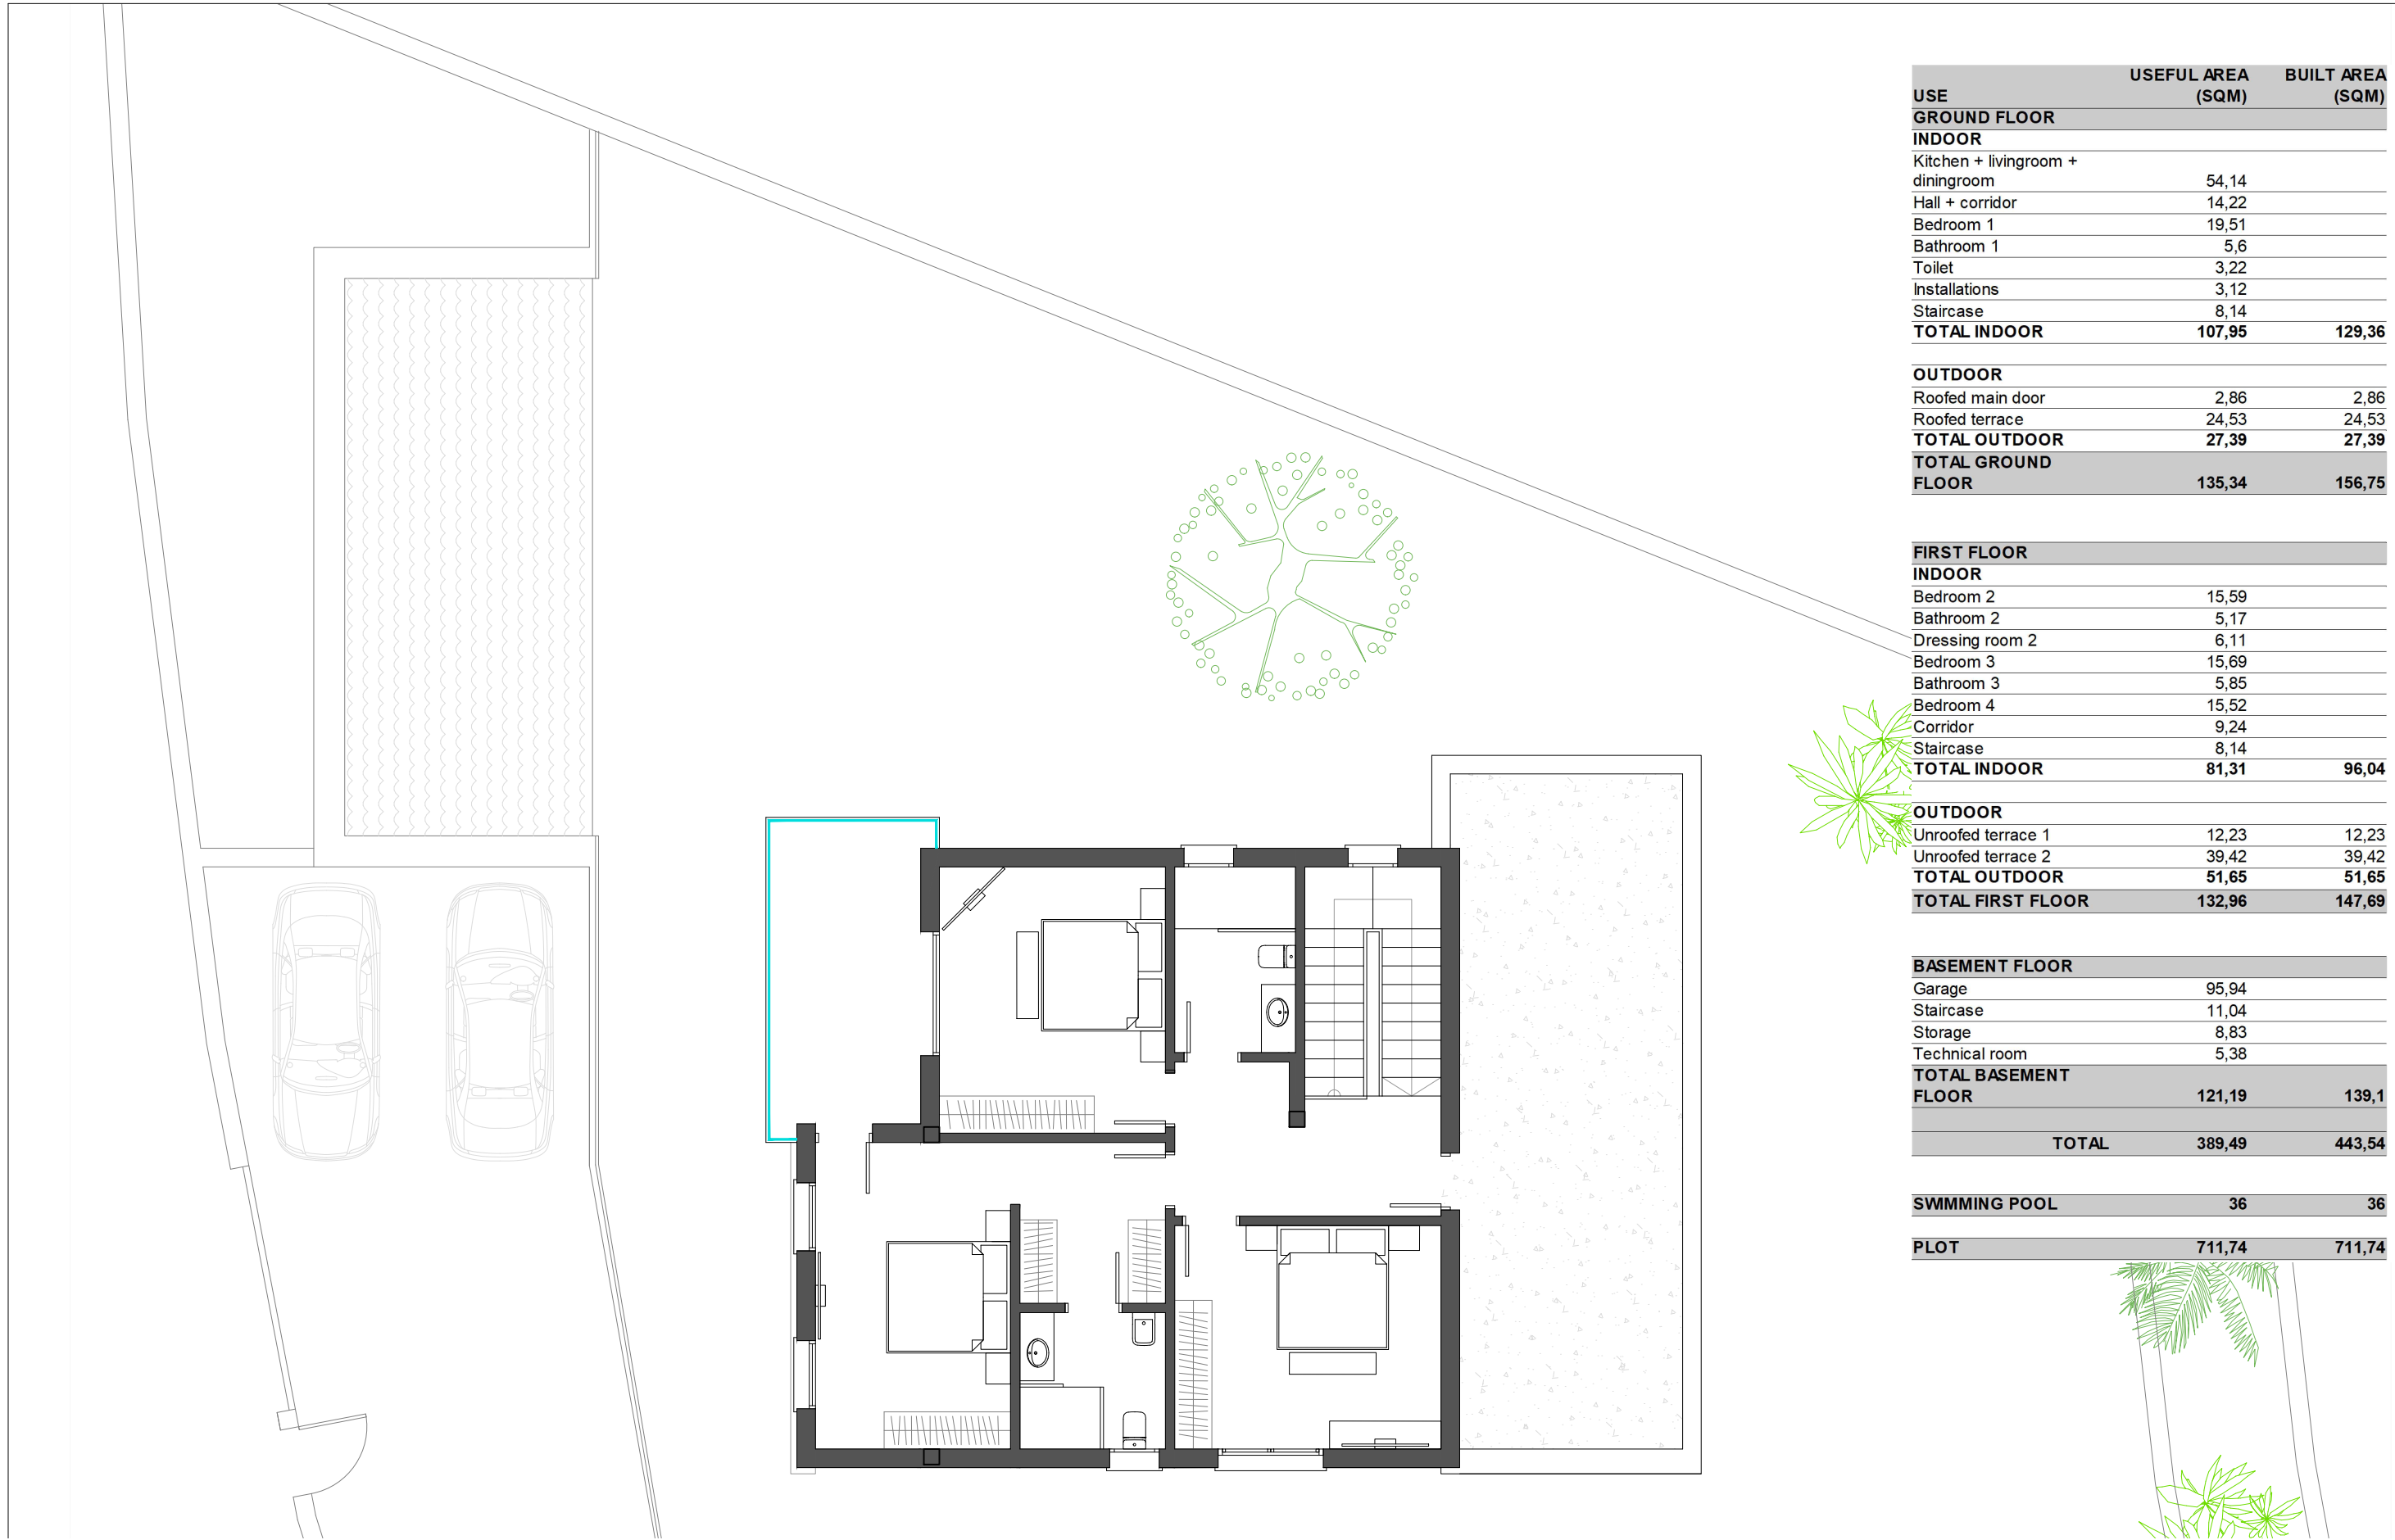 USEFUL AREA BUILT AREA
USE (SQM) (SQM)
GROUND FLOOR
INDOOR
Kitchen + livingroom +
diningroom 54,14
Hall + corridor 14,22
Bedroom 1 19,51
Bathroom 1 5,6
Toilet 3,22
Installations 3,12
Staircase 8,14
TOTAL INDOOR 107,95 129,36
OUTDOOR
Roofed main door 2,86 2,86
Roofed terrace 24,53 24,53
TOTAL OUTDOOR 27,39 27,39
TOTAL GROUND
FLOOR 135,34 156,75
FIRST FLOOR
INDOOR
Bedroom 2 15,59
Bathroom 2 5,17
Dressing room 2 6,11
Bedroom 3 15,69
Bathroom 3 5,85
Bedroom 4 15,52
Corridor 9,24
Staircase 8,14
TOTAL INDOOR 81,31 96,04
OUTDOOR
Unroofed terrace 1 12,23 12,23
Unroofed terrace 2 39,42 39,42
TOTAL OUTDOOR 51,65 51,65
TOTAL FIRST FLOOR 132,96 147,69
BASEMENT FLOOR
Garage 95,94
Staircase 11,04
Storage 8,83
Technical room 5,38
TOTAL BASEMENT
FLOOR 121,19 139,1
TOTAL 389,49 443,54
SWIMMING POOL 36 36
PLOT 711,74 711,74